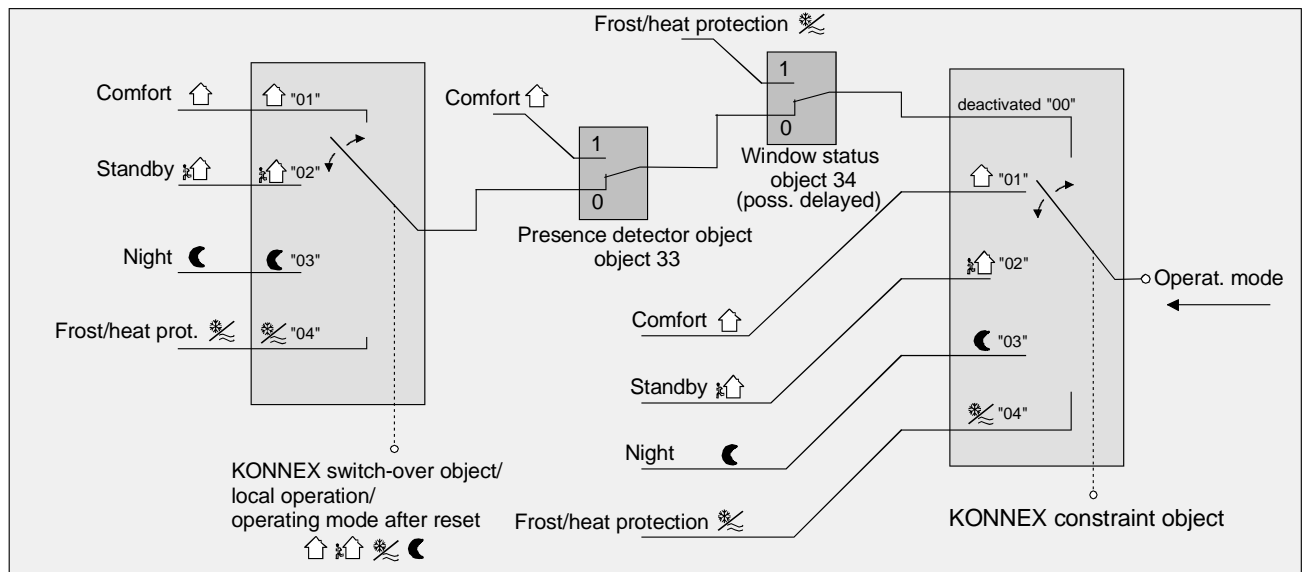 Frost/heat protection
Comfort
"01"
Standby
"02"
Night
"03"
Frost/heat prot.
"04"
KONNEX switch-over object/
local operation/
operating mode after reset
Comfort
1
0
Presence detector object
object 33
1
0
Window status
object 34
(poss. delayed)
deactivated "00"
"01"
"02"
"03"
"04"
Comfort
Standby
Night
Frost/heat protection
Operat. mode
KONNEX constraint object